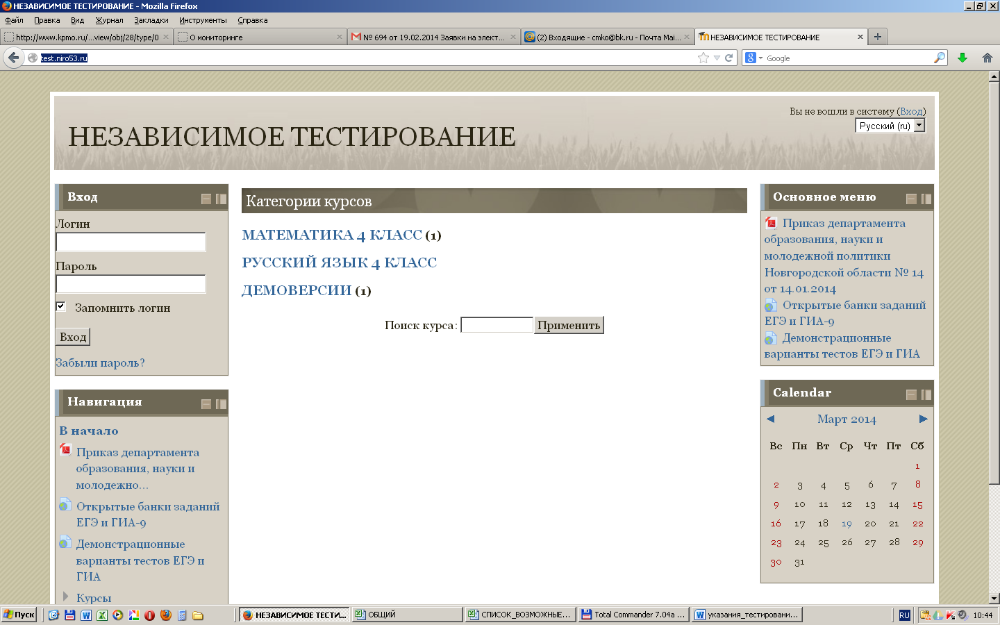 НЕЗАВИСИМОЕ ТЕСТИРОВАНИЕ - Mozilla Firefox
Файл Правка Вид Журнал Закладки Инструменты Справка
http://www.kpmo.ru/...view/obj/28/type/0
О мониторинге
№ 694 от 19.02.2014 Заявки на элект...
(2) Входящие - cmko@bk.ru - Почта Mai...
НЕЗАВИСИМОЕ ТЕСТИРОВАНИЕ
test.niro53.ru
Google
Вы не вошли в систему (Вход)
Русский (ru)
НЕЗАВИСИМОЕ ТЕСТИРОВАНИЕ
Вход
Логин
Пароль
Запомнить логин
Вход
Забыли пароль?
Навигация
В начало
Приказ департамента
образования, науки и
молодежно...
Открытые банки заданий
ЕГЭ и ГИА-9
Демонстрационные
варианты тестов ЕГЭ и
ГИА
Курсы
Категории курсов
МАТЕМАТИКА 4 КЛАСС (1)
РУССКИЙ ЯЗЫК 4 КЛАСС
ДЕМОВЕРСИИ (1)
Поиск курса: Применить
Основное меню
Приказ департамента
образования, науки и
молодежной политики
Новгородской области № 14
от 14.01.2014
Открытые банки заданий
ЕГЭ и ГИА-9
Демонстрационные
варианты тестов ЕГЭ и ГИА
Calendar
Март 2014
Вс Пн Вт Ср Чт Пт Сб
1
2 3 4 5 6 7 8
9 10 11 12 13 14 15
16 17 18 19 20 21 22
23 24 25 26 27 28 29
30 31
Пуск
НЕЗАВИСИМОЕ ТЕСТИ...
ОБЩИЙ
СПИСОК_ВОЗМОЖНЫЕ...
Total Commander 7.04a ...
указания_тестировани...
RU
10:44